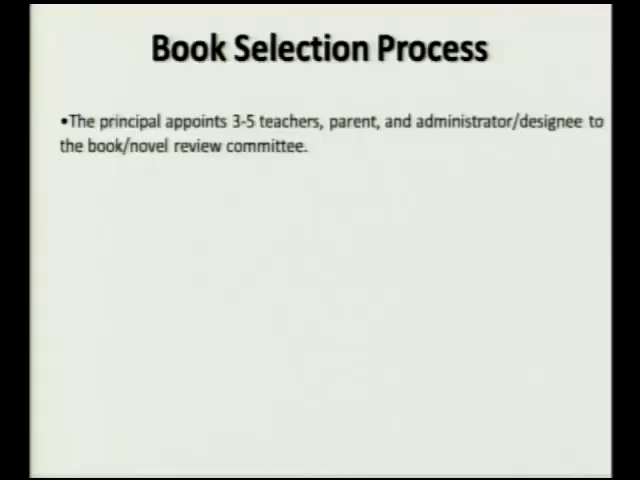 Book Selection Process
•The principal appoints 3-5 teachers, parent, and administrator/designee to
the book/novel review committee.